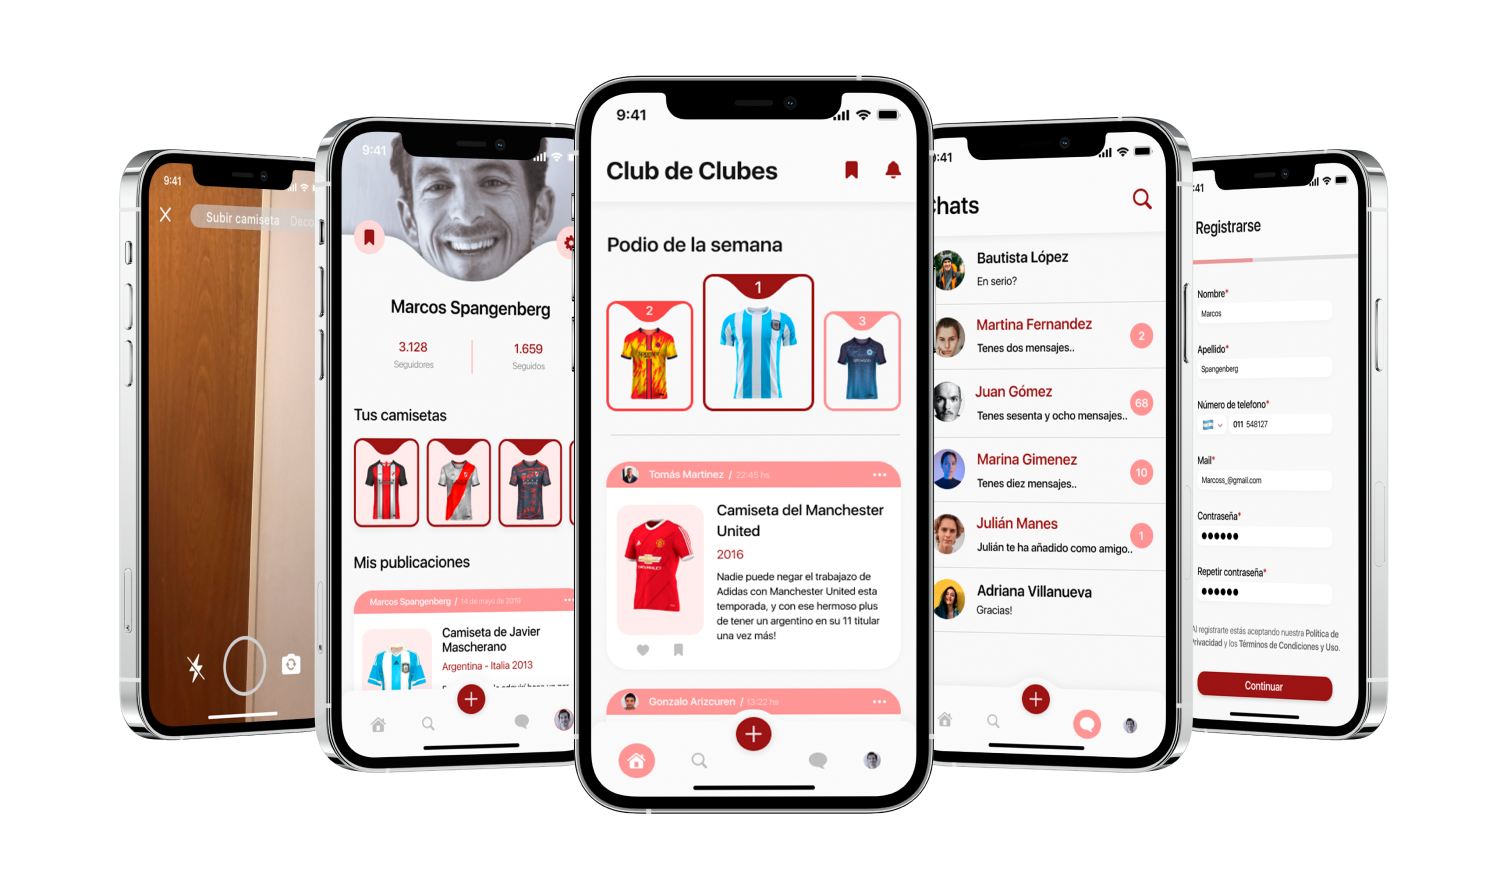 9:41
Subir camiseta Deco
9:41
Marcos Spangenberg
3.128
Seguidores
1.659
Seguidos
Tus camisetas
Mis publicaciones
Marcos Spangenberg / 14 de mayo de 2019
Camiseta de Javier
Mascherano
Argentina - Italia 2013
9:41
Club de Clubes
Podio de la semana
2
1
3
Tomás Martinez / 22:45 hs
Camiseta del Manchester
United
2016
Nadie puede negar el trabajazo de
Adidas con Manchester United esta
temporada, y con ese hermoso plus
de tener un argentino en su 11 titular
una vez más!
CHEVROLET
Gonzalo Arizcuren / 13:22 hs
:41
Chats
Bautista López
En serio?
Martina Fernandez
Tenes dos mensajes..
2
Juan Gómez
Tenes sesenta y ocho mensajes..
68
Marina Gimenez
Tenes diez mensajes..
10
Julián Manes
Julián te ha añadido como amigo..
1
Adriana Villanueva
Gracias!
:41
Registrarse
Nombre*
Marcos
Apellido*
Spangenberg
Número de telefono*
011 548127
Mail*
Marcoss_@gmail.com
Contraseña*
●●●●●●
Repetir contraseña*
●●●●●●
Al registrarte estás aceptando nuestra Política de
Privacidad y los Términos de Condiciones y Uso.
Continuar